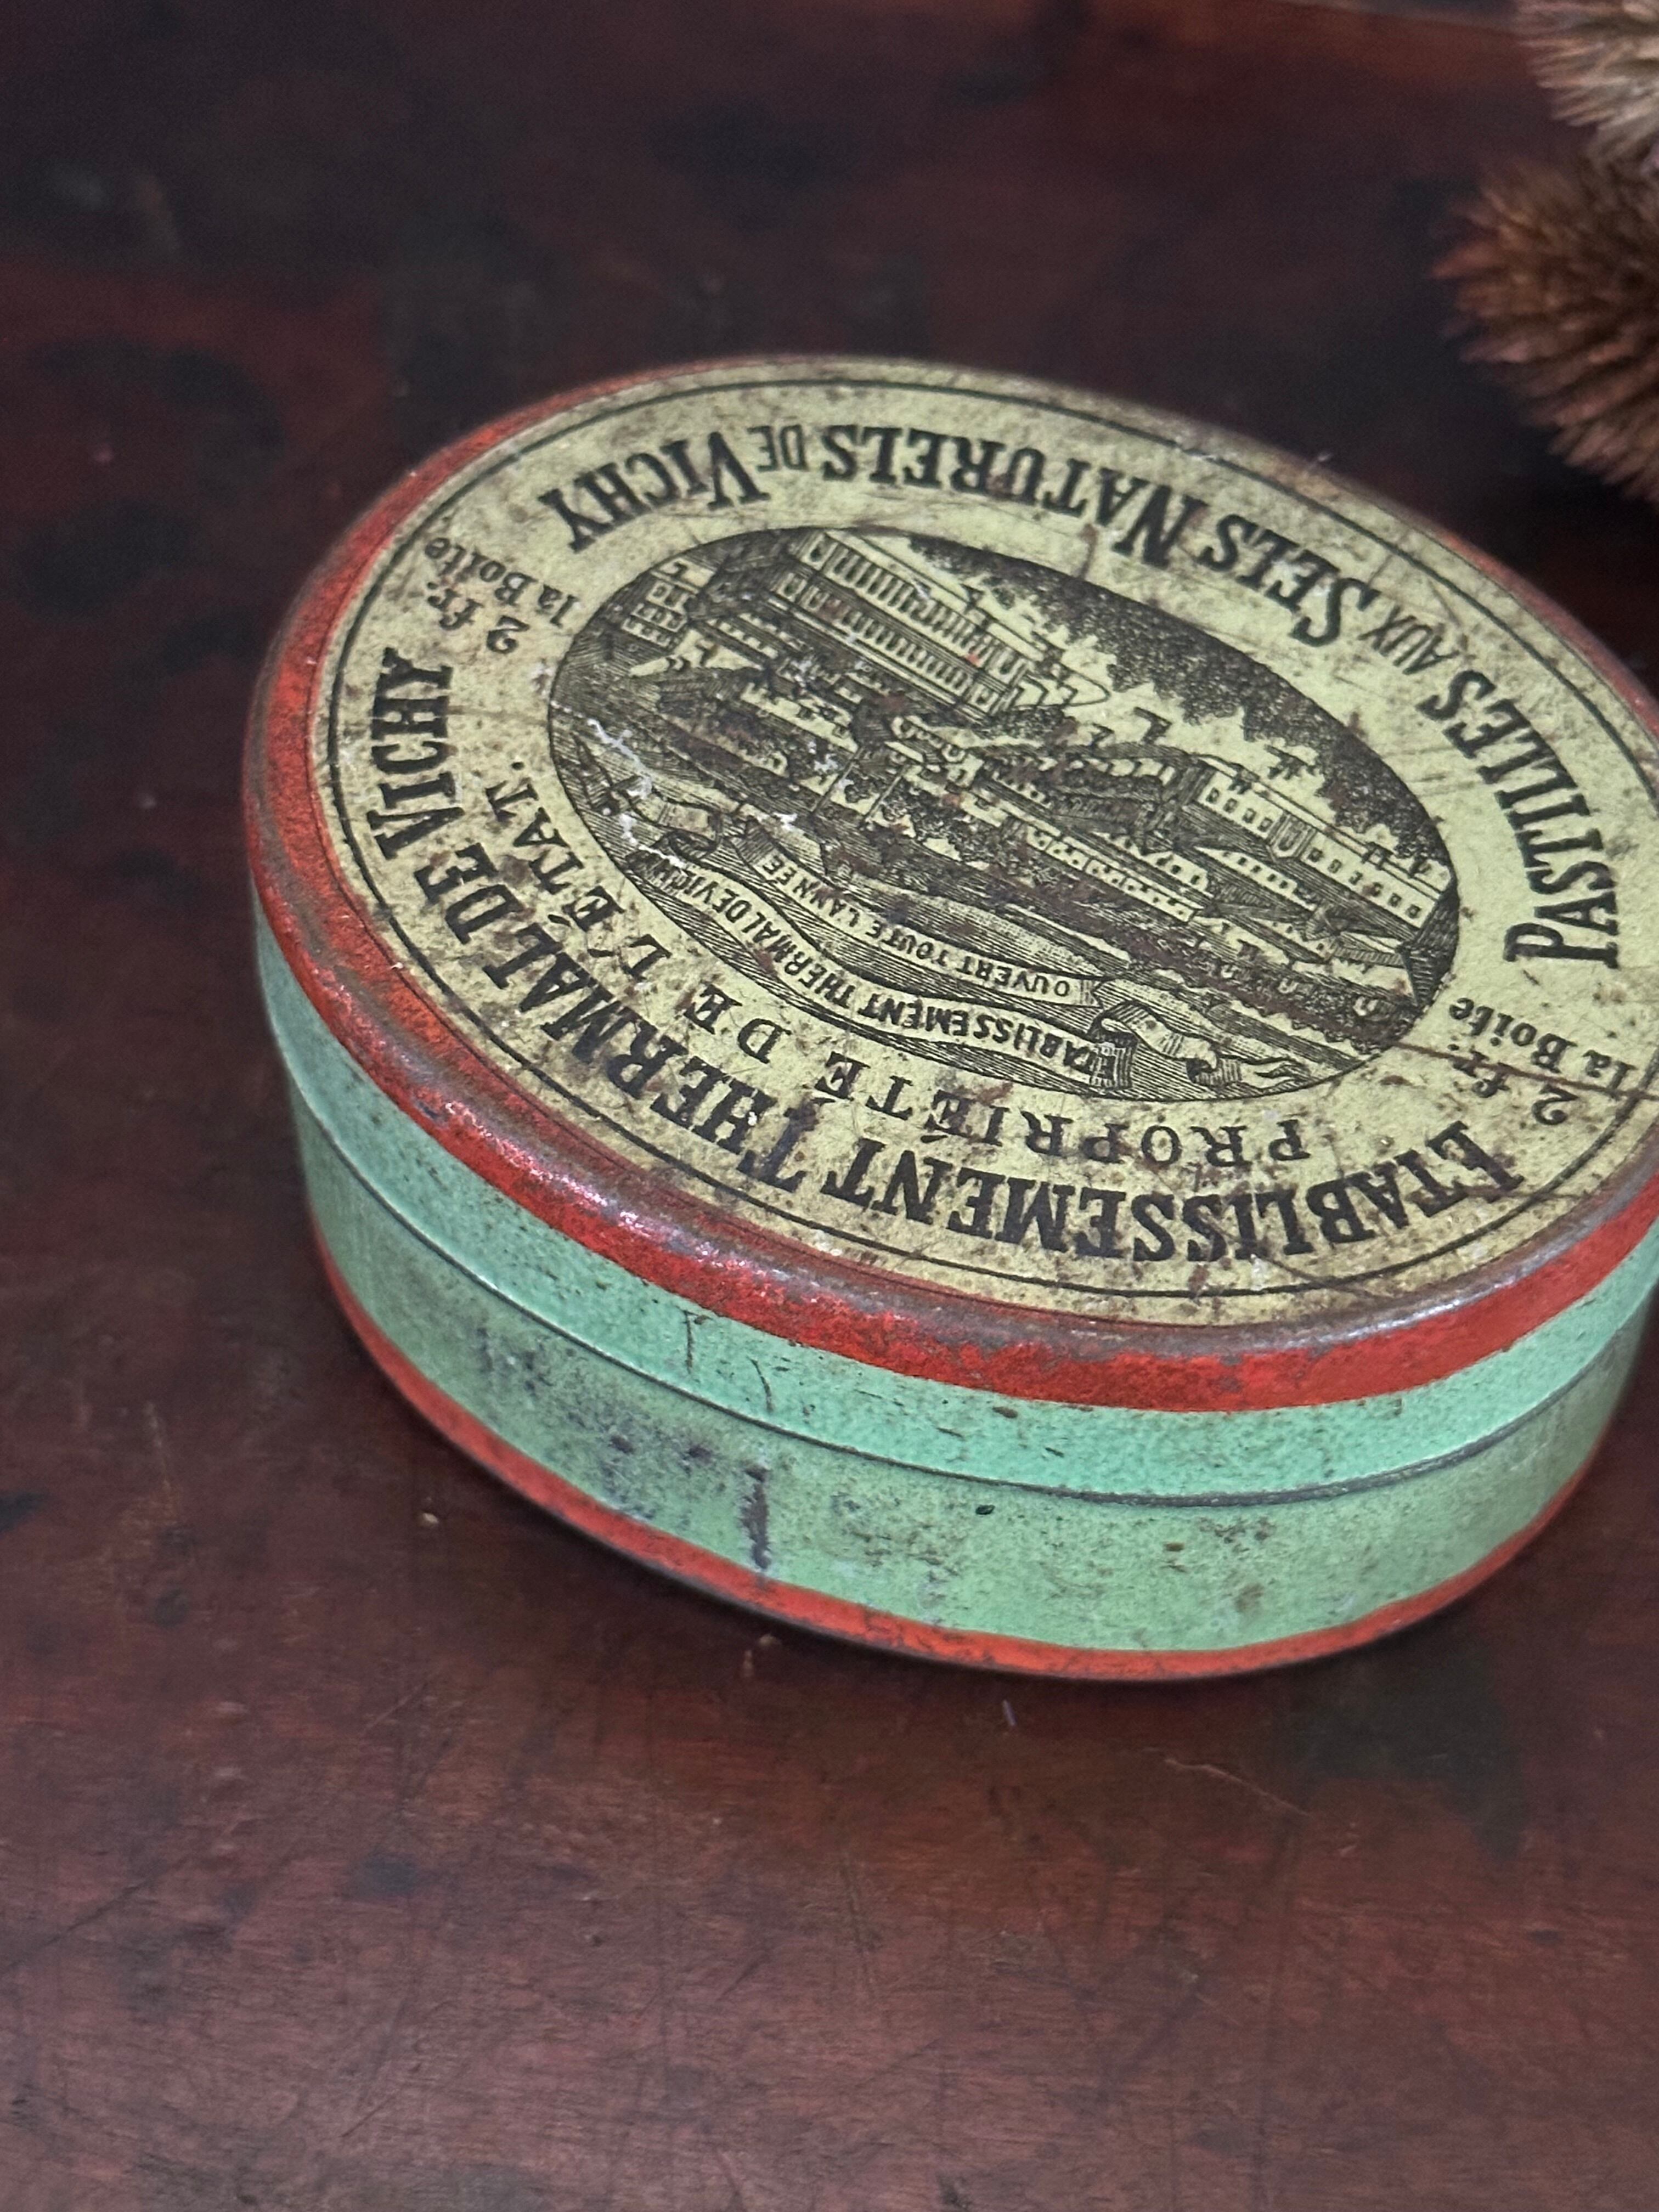 ETABLISSEMENT THERMAL DE VICHY
PROPRIÉTÉ DE L'ÉTAT.
ETABLISSEMENT THERMAL DE VICHY
OUVERT TOUTE L'ANNÉE
2 fr.
la Boite
2 fr.
la Boite
PASTILLES AUX SELS NATURELS DE VICHY